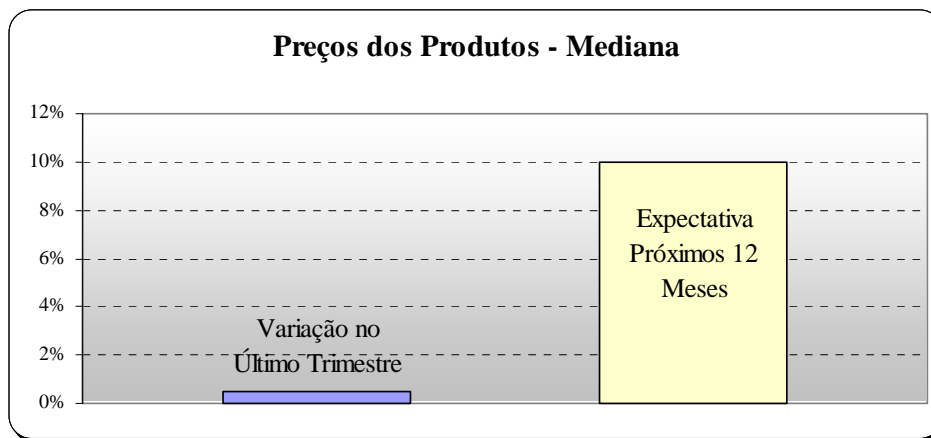 Preços dos Produtos - Mediana
12%
10%
8%
6%
4%
2%
0%
Variação no
Último Trimestre
Expectativa
Próximos 12
Meses